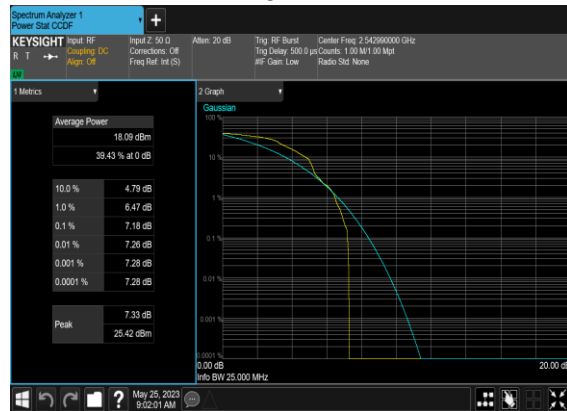 Spectrum Analyzer 1
Power Stat CCDF
+
KEYSIGHT
R T
Input: RF
Coupling: DC
Align: Off
Input Z: 50 Ω
Corrections: Off
Freq Ref: Int (S)
Atten: 20 dB
Trig: RF Burst
Trig Delay: 500.0 µs
#IF Gain: Low
Center Freq: 2.542990000 GHz
Counts: 1.00 M/1.00 Mpt
Radio Std: None
1 Metrics
Average Power
18.09 dBm
39.43 % at 0 dB
10.0 % 4.79 dB
1.0 % 6.47 dB
0.1 % 7.18 dB
0.01 % 7.26 dB
0.001 % 7.28 dB
0.0001 % 7.28 dB
Peak
7.33 dB
25.42 dBm
2 Graph
Gaussian
100 %
10 %
1 %
0.1 %
0.01 %
0.001 %
0.0001 %
0.00 dB
20.00 dB
Info BW 25.000 MHz
?
May 25, 2023
9:02:01 AM